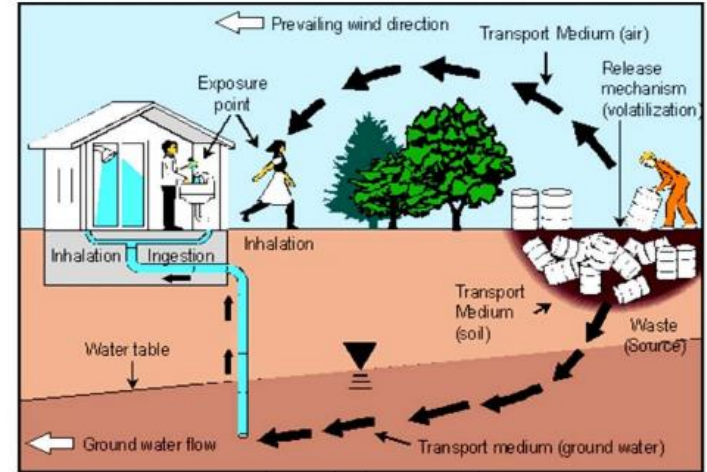 Prevailing wind direction
Transport Medium (air)
Release
mechanism
(volatilization)
Exposure
point
Inhalation
Ingestion
Inhalation
Transport
Medium
(soil)
Waste
(Source)
Water table
Ground water flow
Transport medium (ground water)